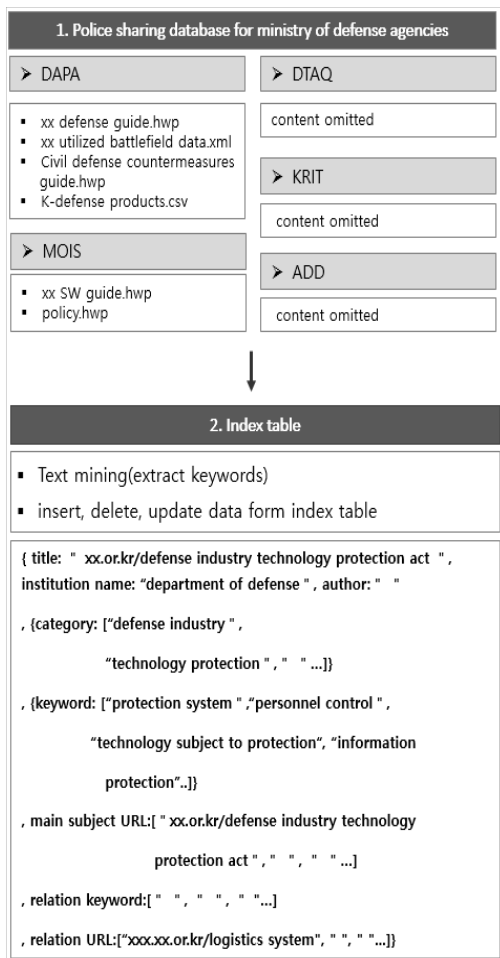 1. Police sharing database for ministry of defense agencies
➢ DAPA
▪ xx defense guide.hwp
▪ xx utilized battlefield data.xml
▪ Civil defense countermeasures
guide.hwp
▪ K-defense products.csv
➢ MOIS
▪ xx SW guide.hwp
▪ policy.hwp
➢ DTAQ
content omitted
➢ KRIT
content omitted
➢ ADD
content omitted
2. Index table
▪ Text mining(extract keywords)
▪ insert, delete, update data form index table
{ title: " xx.or.kr/defense industry technology protection act " ,
institution name: “department of defense " , author: " "
, {category: [“defense industry " ,
“technology protection " , " " ...]}
, {keyword: [“protection system " ,“personnel control " ,
“technology subject to protection“, “information
protection”..]}
, main subject URL:[ " xx.or.kr/defense industry technology
protection act " , " " , " " ...]
, relation keyword:[ " " , " " , " "...]
, relation URL:[“xxx.xx.or.kr/logistics system", " ", " "...]}